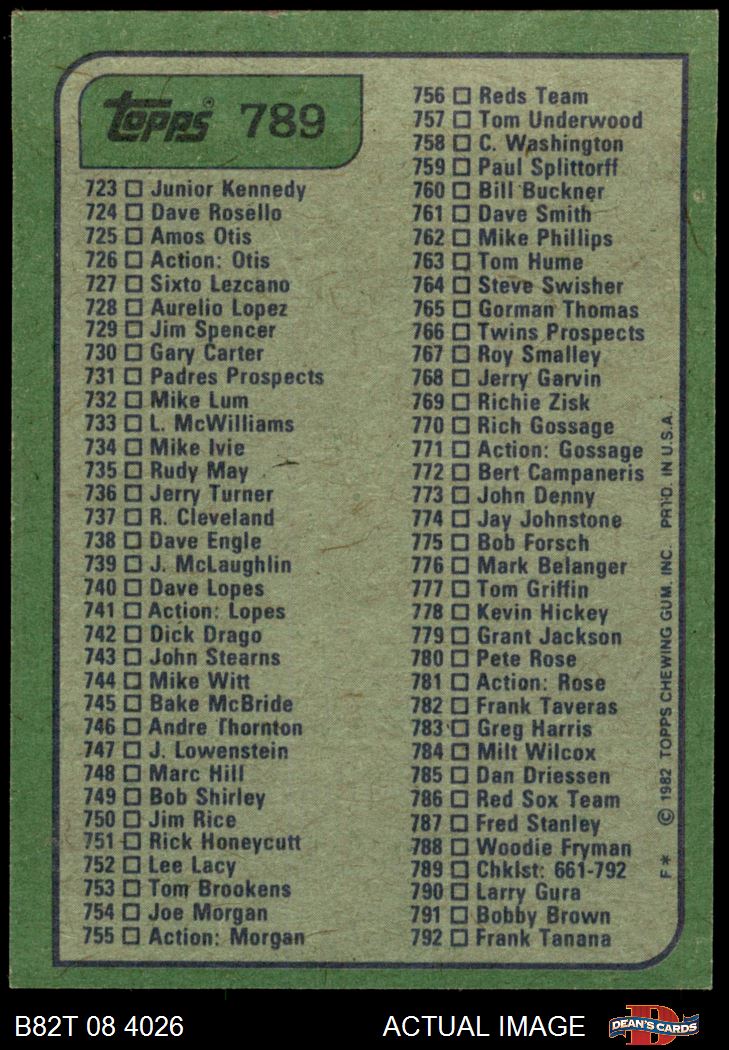 topps® 789
723 Junior Kennedy
724 Dave Rosello
725 Amos Otis
726 Action: Otis
727 Sixto Lezcano
728 Aurelio Lopez
729 Jim Spencer
730 Gary Carter
731 Padres Prospects
732 Mike Lum
733 L. McWilliams
734 Mike Ivie
735 Rudy May
736 Jerry Turner
737 R. Cleveland
738 Dave Engle
739 J. McLaughlin
740 Dave Lopes
741 Action: Lopes
742 Dick Drago
743 John Stearns
744 Mike Witt
745 Bake McBride
746 Andre Thornton
747 J. Lowenstein
748 Marc Hill
749 Bob Shirley
750 Jim Rice
751 Rick Honeycutt
752 Lee Lacy
753 Tom Brookens
754 Joe Morgan
755 Action: Morgan
756 Reds Team
757 Tom Underwood
758 C. Washington
759 Paul Splittorff
760 Bill Buckner
761 Dave Smith
762 Mike Phillips
763 Tom Hume
764 Steve Swisher
765 Gorman Thomas
766 Twins Prospects
767 Roy Smalley
768 Jerry Garvin
769 Richie Zisk
770 Rich Gossage
771 Action: Gossage
772 Bert Campaneris
773 John Denny
774 Jay Johnstone
775 Bob Forsch
776 Mark Belanger
777 Tom Griffin
778 Kevin Hickey
779 Grant Jackson
780 Pete Rose
781 Action: Rose
782 Frank Taveras
783 Greg Harris
784 Milt Wilcox
785 Dan Driessen
786 Red Sox Team
787 Fred Stanley
788 Woodie Fryman
789 Chklst: 661-792
790 Larry Gura
791 Bobby Brown
792 Frank Tanana
F* © 1982 TOPPS CHEWING GUM, INC. PRTD. IN U.S.A.
B82T 08 4026 ACTUAL IMAGE DEAN'S CARDS